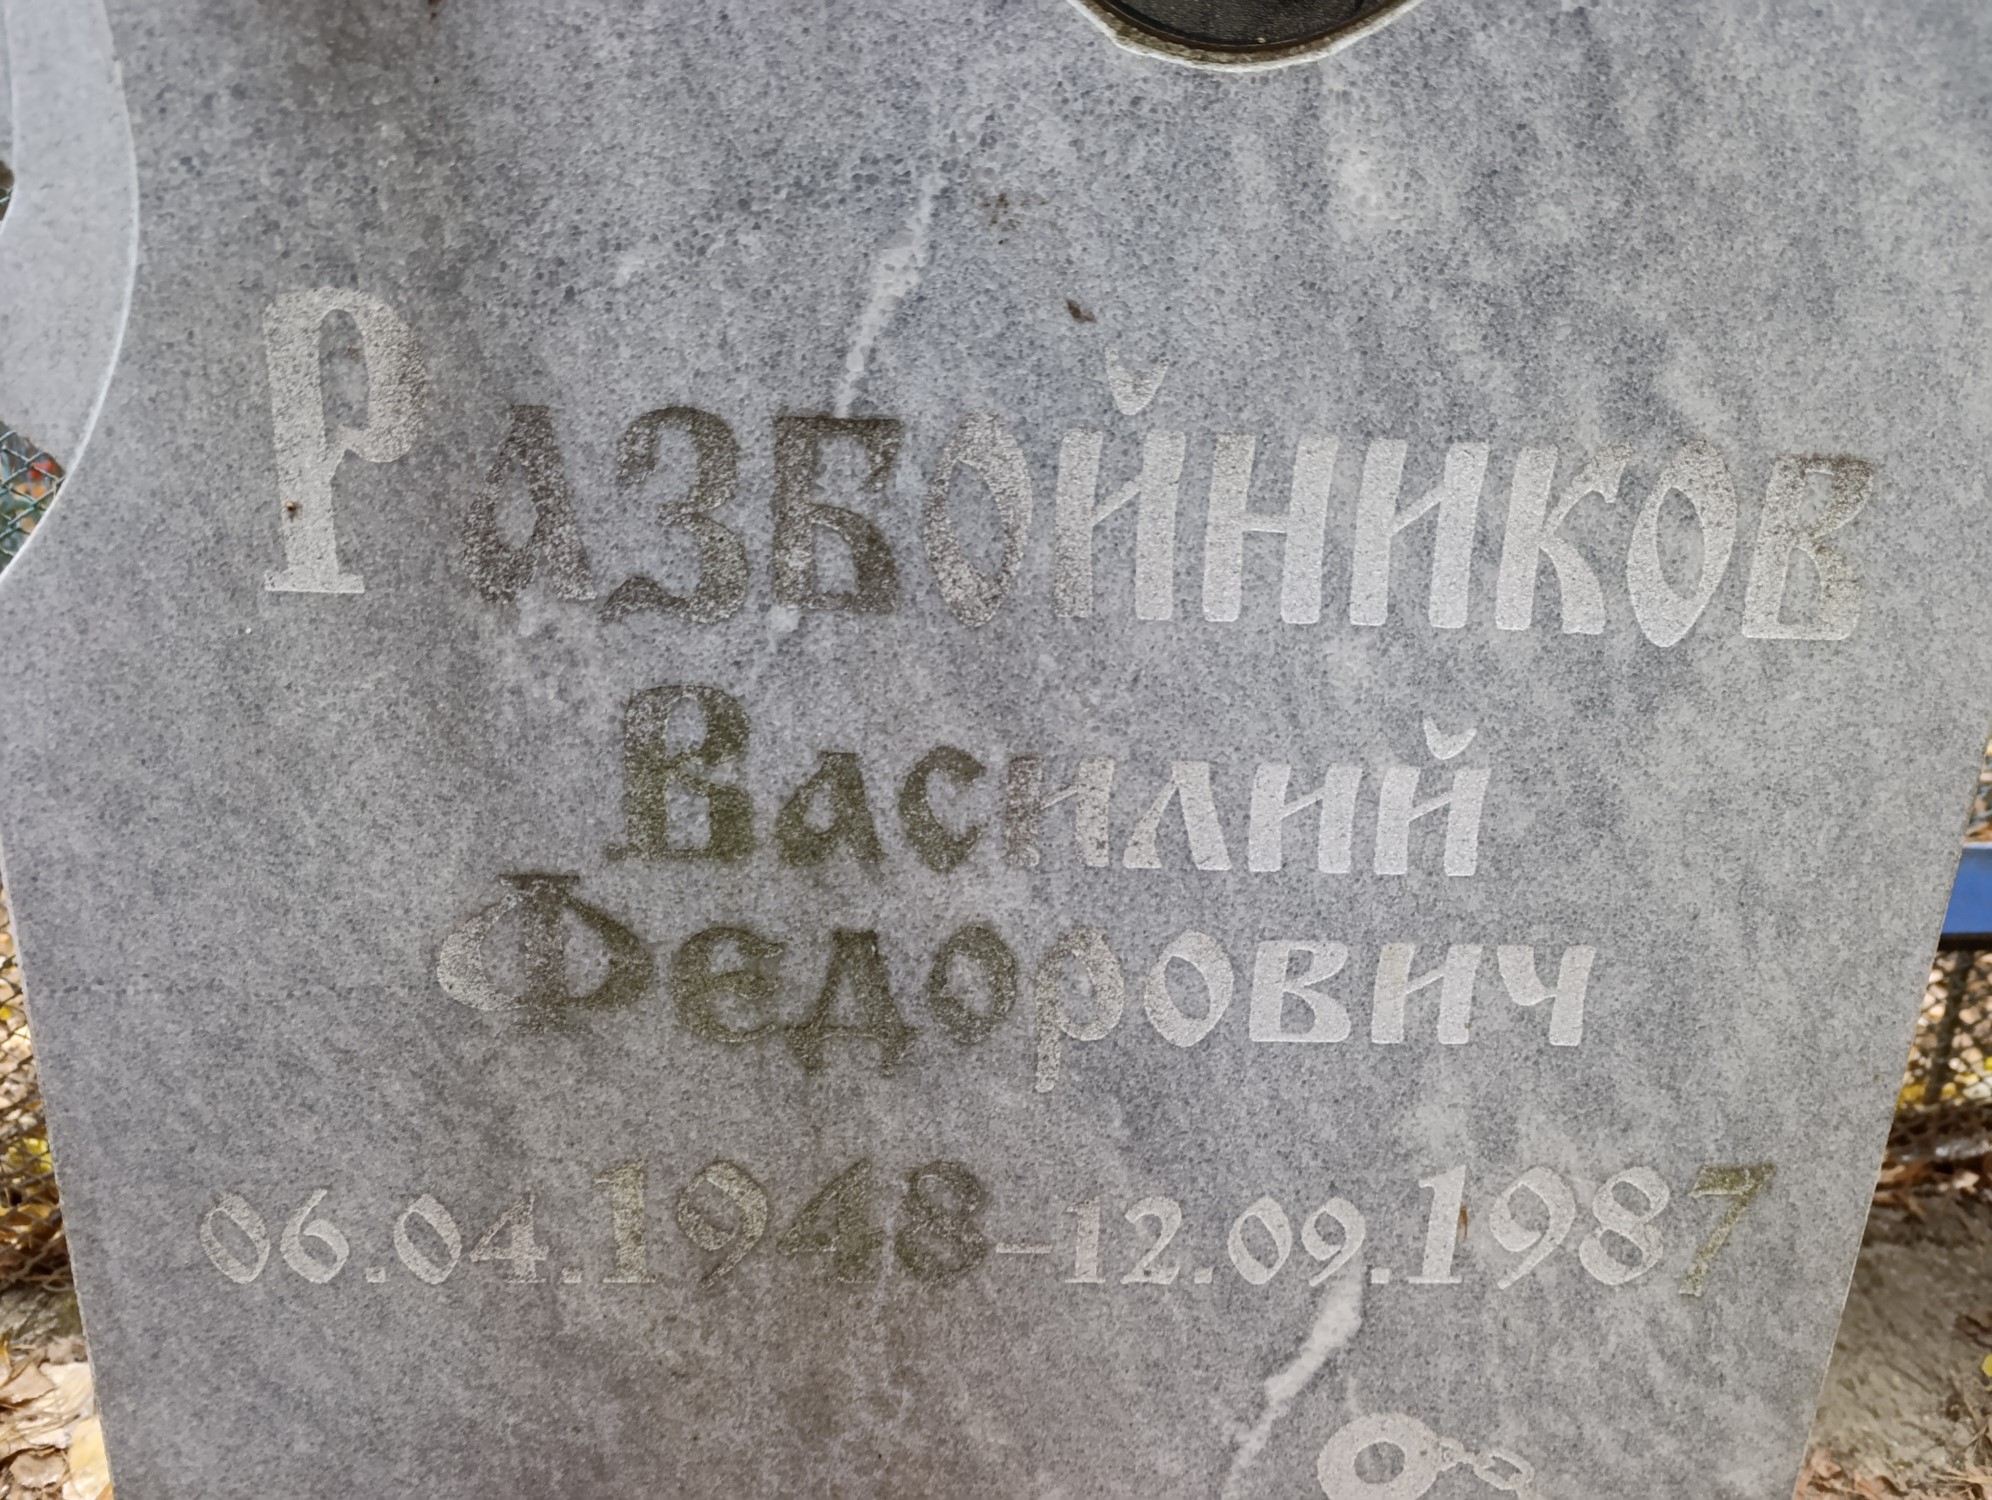 Разбойников
Василий
Федорович
06.04.1948-12.09.1987